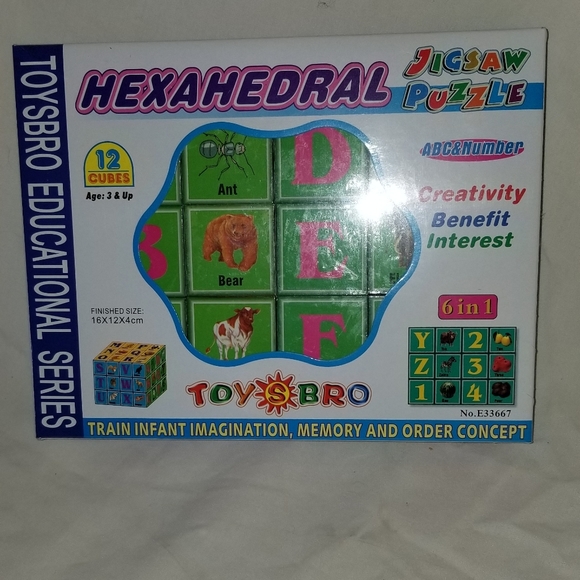 TOYSBRO EDUCATIONAL SERIES
HEXAHEDRAL
JIGSAW
PUZZLE
12
CUBES
Age: 3 & Up
ABC&Number
Creativity
Benefit
Interest
Ant
D
3
Bear
E
El
F
FINISHED SIZE:
16X12X4cm
6 in 1
Y 2
Z 3
1 4
No.E33667
TOYSBRO
TRAIN INFANT IMAGINATION, MEMORY AND ORDER CONCEPT